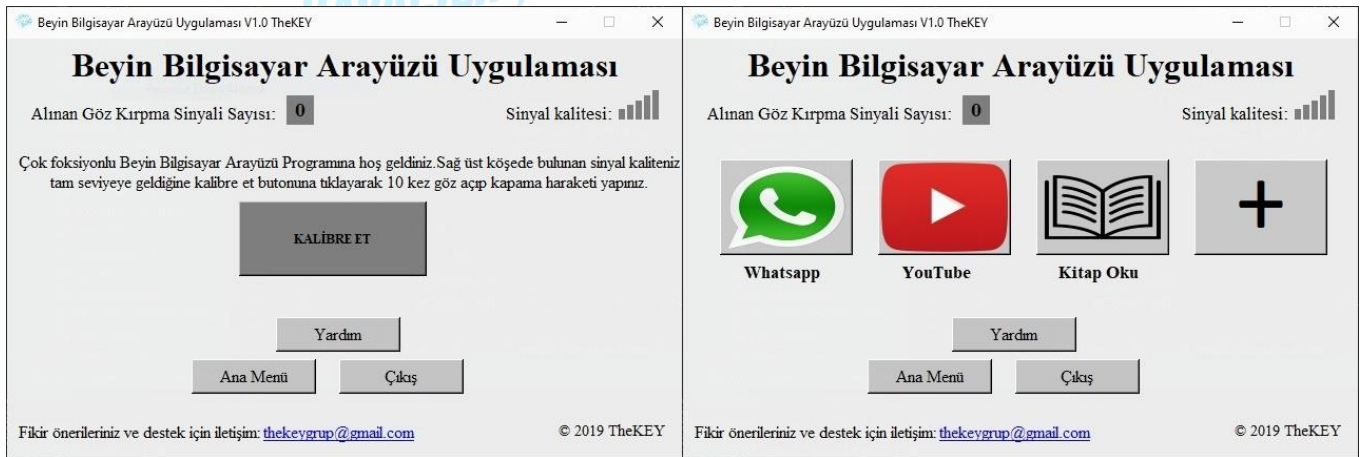 Beyin Bilgisayar Arayüzü Uygulaması V1.0 TheKEY
Beyin Bilgisayar Arayüzü Uygulaması
Alınan Göz Kırpma Sinyali Sayısı: 0
Sinyal kalitesi:
Çok foksiyonlu Beyin Bilgisayar Arayüzü Programına hoş geldiniz.Sağ üst köşede bulunan sinyal kaliteniz
tam seviyeye geldiğine kalibre et butonuna tıklayarak 10 kez göz açıp kapama haraketi yapınız.
KALİBRE ET
Yardım
Ana Menü
Çıkış
Fikir önerileriniz ve destek için iletişim: thekeygrup@gmail.com
© 2019 TheKEY
Beyin Bilgisayar Arayüzü Uygulaması V1.0 TheKEY
Beyin Bilgisayar Arayüzü Uygulaması
Alınan Göz Kırpma Sinyali Sayısı: 0
Sinyal kalitesi:
Whatsapp
YouTube
Kitap Oku
Yardım
Ana Menü
Çıkış
Fikir önerileriniz ve destek için iletişim: thekeygrup@gmail.com
© 2019 TheKEY